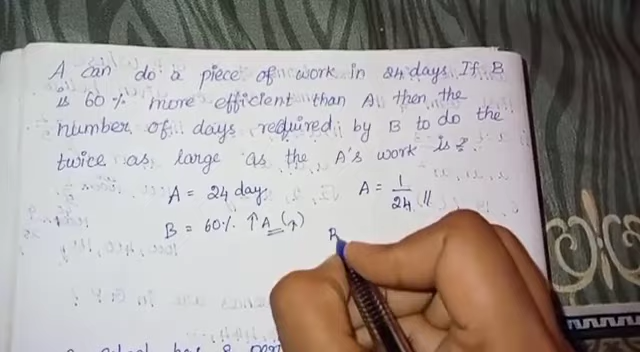 A can do a piece of work in 24 days. If B
is 60% more efficient than A, then the
number of days required by B to do the
twice as large as the A's work is?
A = 24 day
A = 1/24 //
B = 60% ↑ A (x)
B